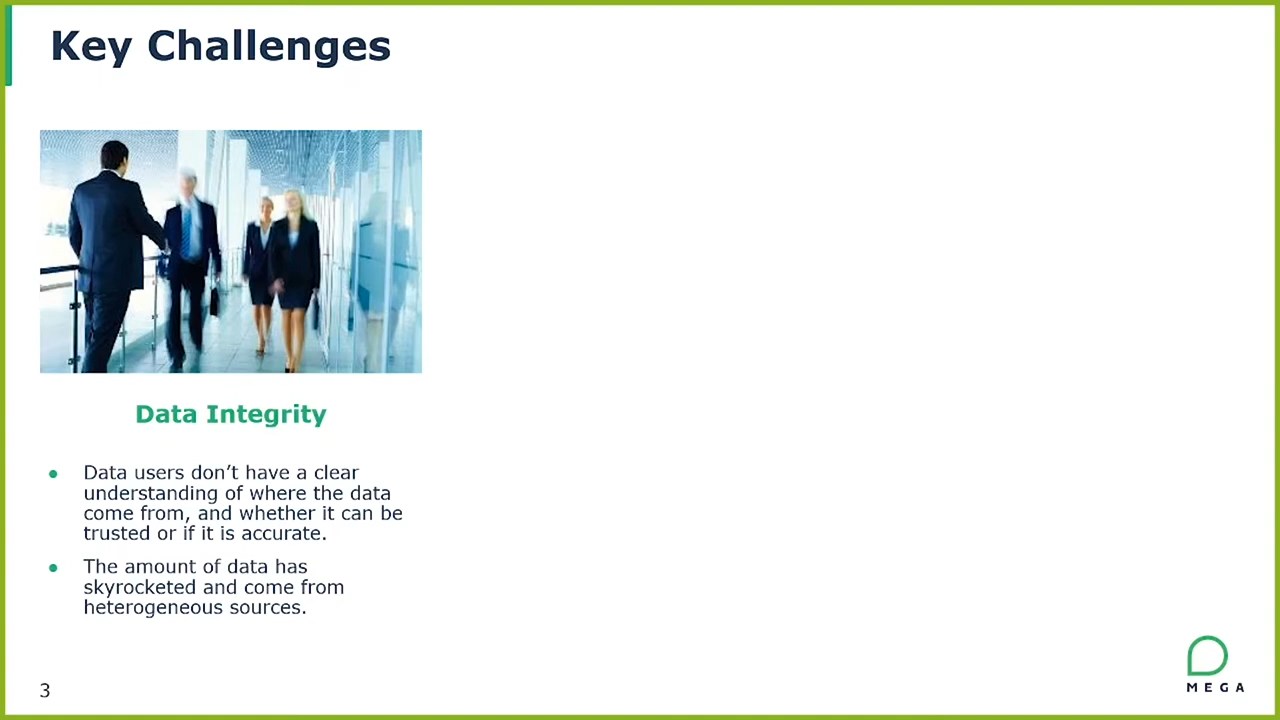 Key Challenges
Data Integrity
• Data users don’t have a clear
understanding of where the data
come from, and whether it can be
trusted or if it is accurate.
• The amount of data has
skyrocketed and come from
heterogeneous sources.
3
MEGA